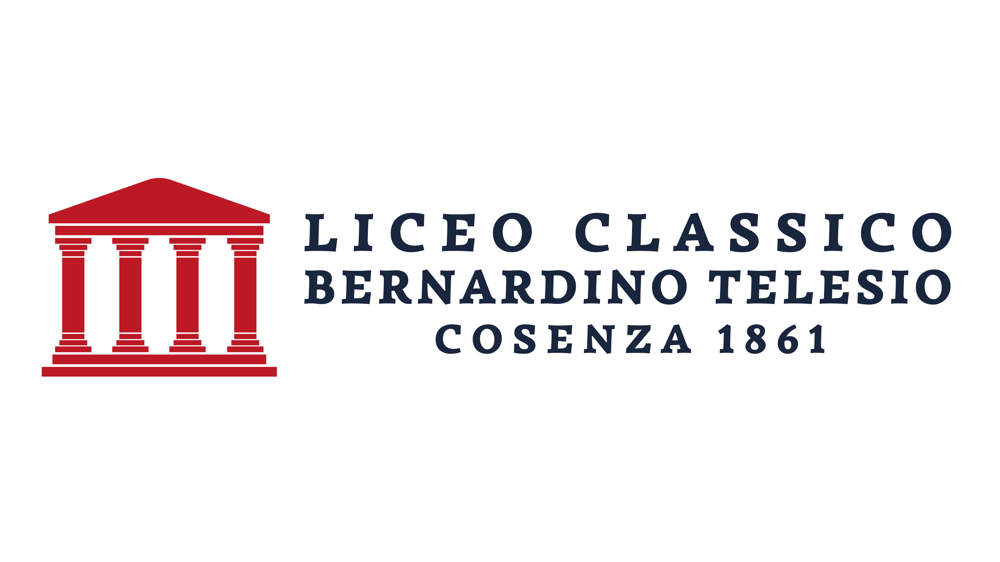 LICEO CLASSICO
BERNARDINO TELESIO
COSENZA 1861